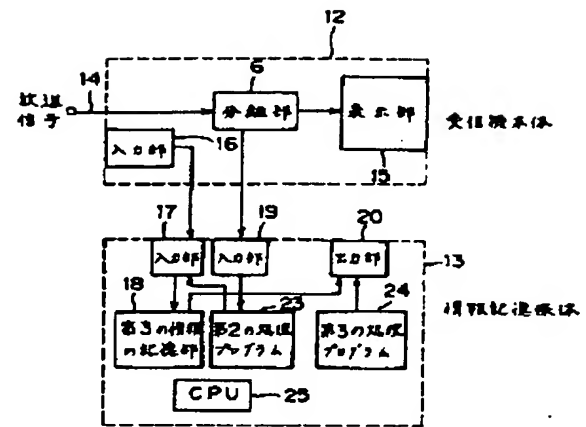 12
6
14
放送
信号
分離部
表示部
受信機本体
入力部
16
15
17
19
20
入力部
入力部
出力部
13
18
23
24
情報記憶媒体
第3の情報
の記憶部
第2の処理
プログラム
第3の処理
プログラム
CPU
25